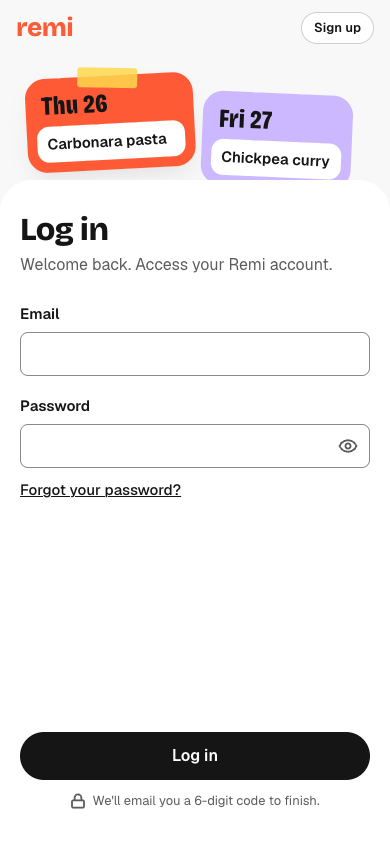 remi
Sign up
Thu 26
Carbonara pasta
Fri 27
Chickpea curry
Log in
Welcome back. Access your Remi account.
Email
Password
Forgot your password?
Log in
We'll email you a 6-digit code to finish.